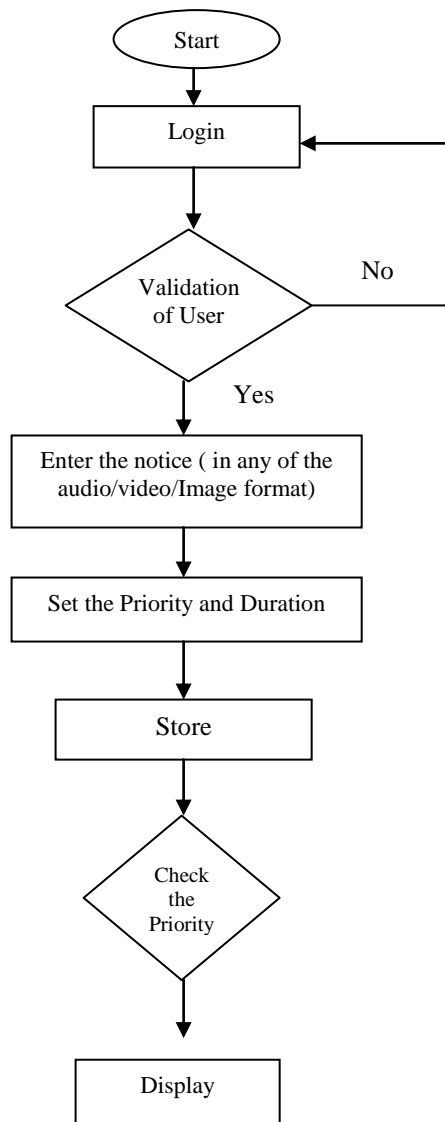 Start
Login
Validation
of User
No
Yes
Enter the notice ( in any of the
audio/video/Image format)
Set the Priority and Duration
Store
Check
the
Priority
Display